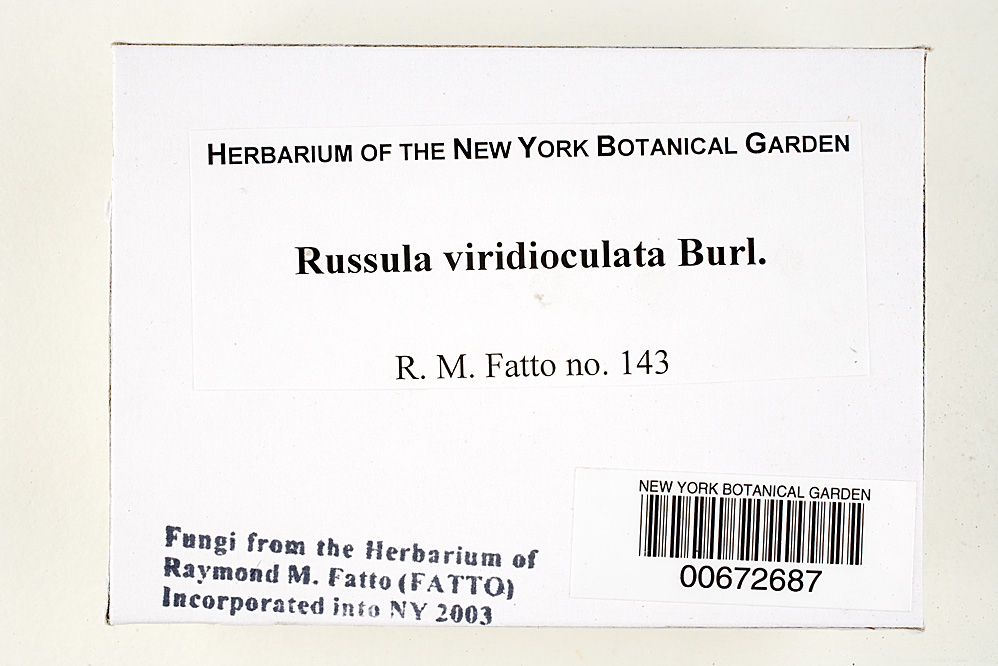 HERBARIUM OF THE NEW YORK BOTANICAL GARDEN
Russula viridioculata Burl.
R. M. Fatto no. 143
NEW YORK BOTANICAL GARDEN
00672687
Fungi from the Herbarium of
Raymond M. Fatto (FATTO)
Incorporated into NY 2003